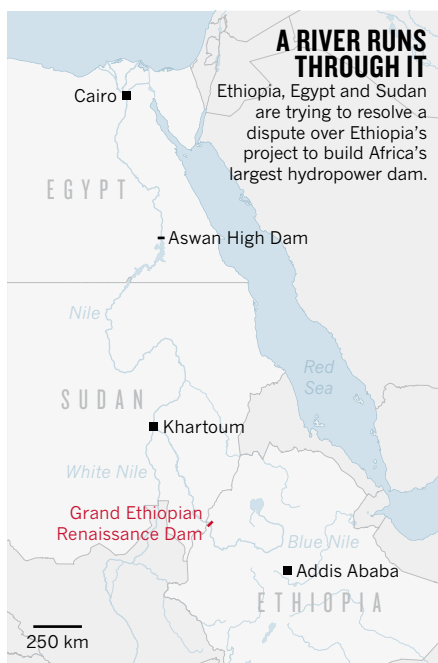 A RIVER RUNS
THROUGH IT
Ethiopia, Egypt and Sudan
are trying to resolve a
dispute over Ethiopia’s
project to build Africa’s
largest hydropower dam.
Cairo
EGYPT
Aswan High Dam
Nile
Red
Sea
SUDAN
Khartoum
White Nile
Grand Ethiopian
Renaissance Dam
Blue Nile
Addis Ababa
ETHIOPIA
250 km